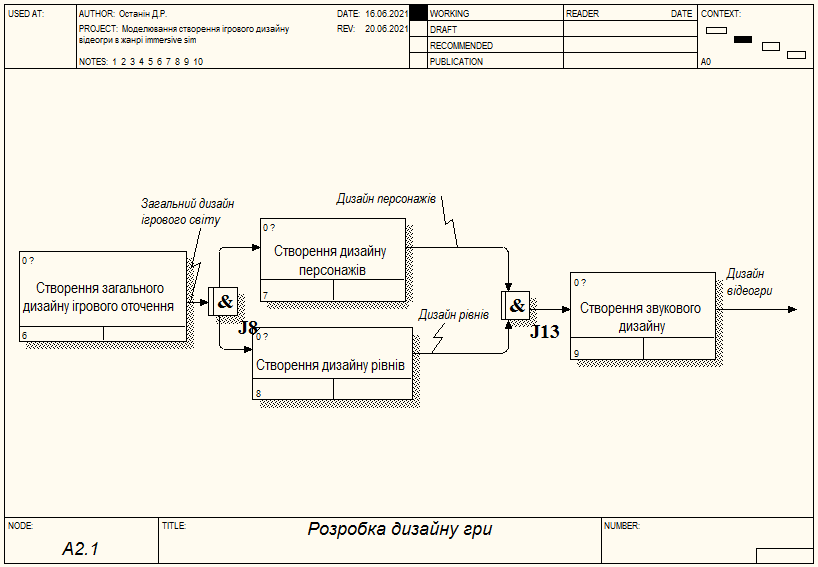 USED AT:
AUTHOR: Останін Д.Р.
DATE: 16.06.2021
PROJECT: Моделювання створення ігрового дизайну
відеогри в жанрі immersive sim
REV: 20.06.2021
NOTES: 1 2 3 4 5 6 7 8 9 10
WORKING
DRAFT
RECOMMENDED
PUBLICATION
READER
DATE
CONTEXT:
A0
Загальний дизайн
ігрового світу
Дизайн персонажів
0 ?
Створення загального
дизайну ігрового оточення
6
&
J8
0 ?
Створення дизайну
персонажів
7
Дизайн рівнів
0 ?
Створення дизайну рівнів
8
&
J13
0 ?
Створення звукового
дизайну
9
Дизайн
відеогри
NODE:
A2.1
TITLE:
Розробка дизайну гри
NUMBER: